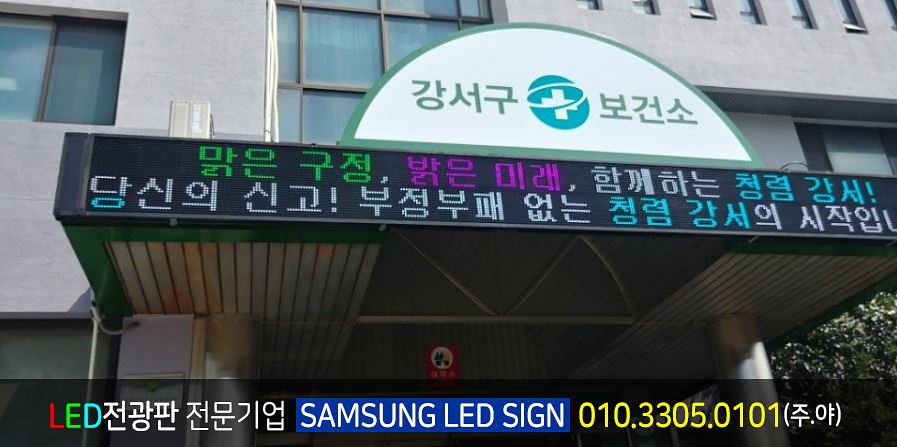 강서구 보건소
맑은 구정, 밝은 미래, 함께하는 청렴 강서!
당신의 신고! 부정부패 없는 청렴 강서의 시작입니
대피소
LED전광판 전문기업 SAMSUNG LED SIGN 010.3305.0101(주.야)